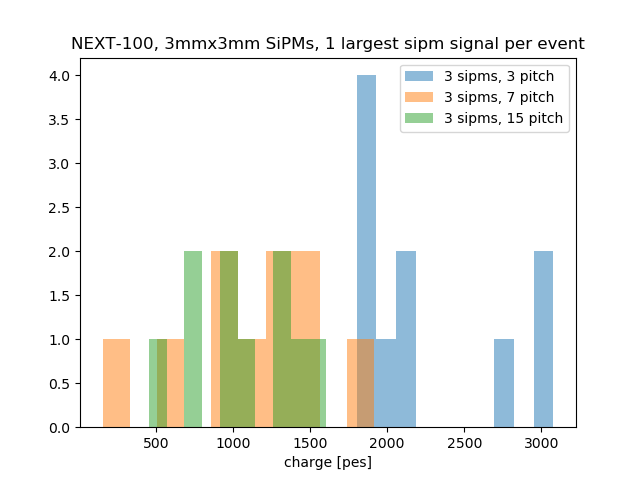 NEXT-100, 3mmx3mm SiPMs, 1 largest sipm signal per event
3 sipms, 3 pitch
3 sipms, 7 pitch
3 sipms, 15 pitch
4.0
3.5
3.0
2.5
2.0
1.5
1.0
0.5
0.0
500 1000 1500 2000 2500 3000
charge [pes]